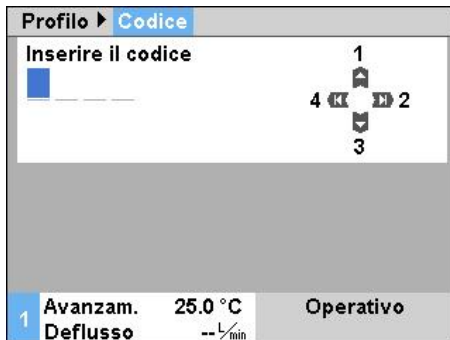 Profilo ▶ Codice
Inserire il codice
1
4 2
3
1 Avanzam. 25.0 °C Operativo
Deflusso -- L/min